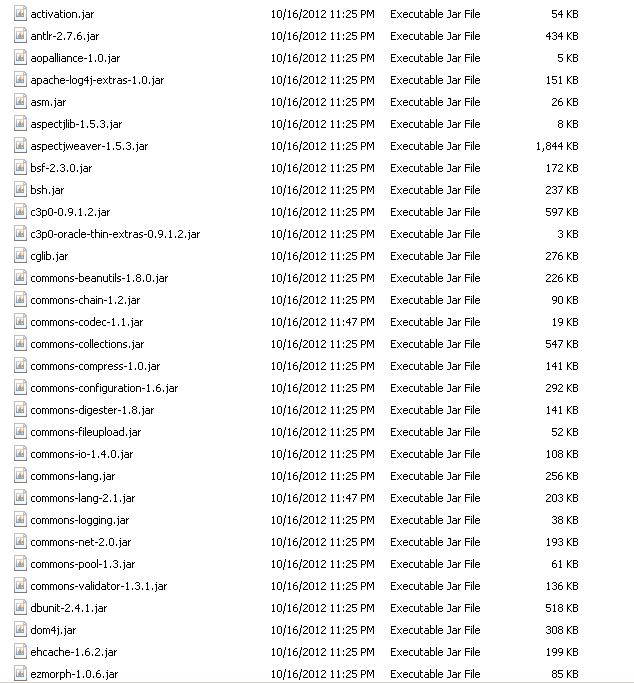 activation.jar 10/16/2012 11:25 PM Executable Jar File 54 KB
antlr-2.7.6.jar 10/16/2012 11:25 PM Executable Jar File 434 KB
aopalliance-1.0.jar 10/16/2012 11:25 PM Executable Jar File 5 KB
apache-log4j-extras-1.0.jar 10/16/2012 11:25 PM Executable Jar File 151 KB
asm.jar 10/16/2012 11:25 PM Executable Jar File 26 KB
aspectjlib-1.5.3.jar 10/16/2012 11:25 PM Executable Jar File 8 KB
aspectjweaver-1.5.3.jar 10/16/2012 11:25 PM Executable Jar File 1,844 KB
bsf-2.3.0.jar 10/16/2012 11:25 PM Executable Jar File 172 KB
bsh.jar 10/16/2012 11:25 PM Executable Jar File 237 KB
c3p0-0.9.1.2.jar 10/16/2012 11:25 PM Executable Jar File 597 KB
c3p0-oracle-thin-extras-0.9.1.2.jar 10/16/2012 11:25 PM Executable Jar File 3 KB
cglib.jar 10/16/2012 11:25 PM Executable Jar File 276 KB
commons-beanutils-1.8.0.jar 10/16/2012 11:25 PM Executable Jar File 226 KB
commons-chain-1.2.jar 10/16/2012 11:25 PM Executable Jar File 90 KB
commons-codec-1.1.jar 10/16/2012 11:47 PM Executable Jar File 19 KB
commons-collections.jar 10/16/2012 11:25 PM Executable Jar File 547 KB
commons-compress-1.0.jar 10/16/2012 11:25 PM Executable Jar File 141 KB
commons-configuration-1.6.jar 10/16/2012 11:25 PM Executable Jar File 292 KB
commons-digester-1.8.jar 10/16/2012 11:25 PM Executable Jar File 141 KB
commons-fileupload.jar 10/16/2012 11:25 PM Executable Jar File 52 KB
commons-io-1.4.0.jar 10/16/2012 11:25 PM Executable Jar File 108 KB
commons-lang.jar 10/16/2012 11:25 PM Executable Jar File 256 KB
commons-lang-2.1.jar 10/16/2012 11:47 PM Executable Jar File 203 KB
commons-logging.jar 10/16/2012 11:25 PM Executable Jar File 38 KB
commons-net-2.0.jar 10/16/2012 11:25 PM Executable Jar File 193 KB
commons-pool-1.3.jar 10/16/2012 11:25 PM Executable Jar File 61 KB
commons-validator-1.3.1.jar 10/16/2012 11:25 PM Executable Jar File 136 KB
dbunit-2.4.1.jar 10/16/2012 11:25 PM Executable Jar File 518 KB
dom4j.jar 10/16/2012 11:25 PM Executable Jar File 308 KB
ehcache-1.6.2.jar 10/16/2012 11:25 PM Executable Jar File 199 KB
ezmorph-1.0.6.jar 10/16/2012 11:25 PM Executable Jar File 85 KB